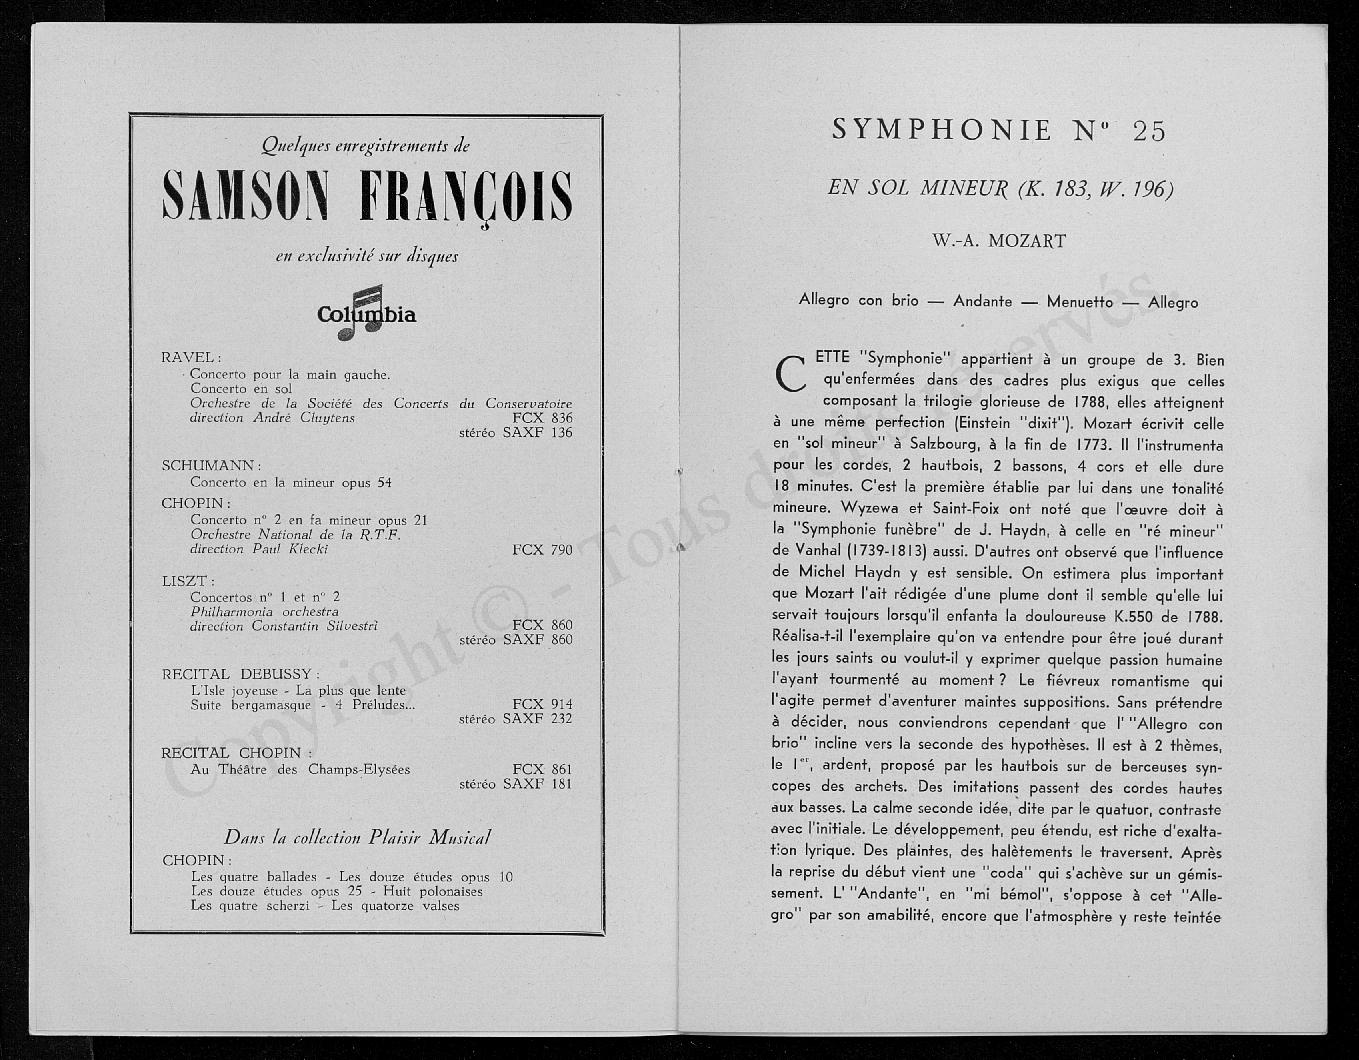 Quelques enregistrements de
SAMSON FRANÇOIS
en exclusivité sur disques
Columbia
RAVEL :
Concerto pour la main gauche.
Concerto en sol
Orchestre de la Société des Concerts du Conservatoire
direction André Cluytens FCX 836
stéréo SAXF 136
SCHUMANN :
Concerto en la mineur opus 54
CHOPIN :
Concerto n° 2 en fa mineur opus 21
Orchestre National de la R.T.F.
direction Paul Klecki FCX 790
LISZT :
Concertos n° 1 et n° 2
Philharmonia orchestra
direction Constantin Silvestri FCX 860
stéréo SAXF 860
RECITAL DEBUSSY :
L'Isle joyeuse - La plus que lente
Suite bergamasque - 4 Préludes... FCX 914
stéréo SAXF 232
RECITAL CHOPIN :
Au Théâtre des Champs-Elysées FCX 861
stéréo SAXF 181
Dans la collection Plaisir Musical
CHOPIN :
Les quatre ballades - Les douze études opus 10
Les douze études opus 25 - Huit polonaises
Les quatre scherzi - Les quatorze valses
SYMPHONIE N° 25
EN SOL MINEUR (K. 183, W. 196)
W.-A. MOZART
Allegro con brio — Andante — Menuetto — Allegro
CETTE "Symphonie" appartient à un groupe de 3. Bien
qu'enfermées dans des cadres plus exigus que celles
composant la trilogie glorieuse de 1788, elles atteignent
à une même perfection (Einstein "dixit"). Mozart écrivit celle
en "sol mineur" à Salzbourg, à la fin de 1773. Il l'instrumenta
pour les cordes, 2 hautbois, 2 bassons, 4 cors et elle dure
18 minutes. C'est la première établie par lui dans une tonalité
mineure. Wyzewa et Saint-Foix ont noté que l'œuvre doit à
la "Symphonie funèbre" de J. Haydn, à celle en "ré mineur"
de Vanhal (1739-1813) aussi. D'autres ont observé que l'influence
de Michel Haydn y est sensible. On estimera plus important
que Mozart l'ait rédigée d'une plume dont il semble qu'elle lui
servait toujours lorsqu'il enfanta la douloureuse K.550 de 1788.
Réalisa-t-il l'exemplaire qu'on va entendre pour être joué durant
les jours saints ou voulut-il y exprimer quelque passion humaine
l'ayant tourmenté au moment ? Le fiévreux romantisme qui
l'agite permet d'aventurer maintes suppositions. Sans prétendre
à décider, nous conviendrons cependant que l' "Allegro con
brio" incline vers la seconde des hypothèses. Il est à 2 thèmes,
le 1er, ardent, proposé par les hautbois sur de berceuses syn-
copes des archets. Des imitations passent des cordes hautes
aux basses. La calme seconde idée, dite par le quatuor, contraste
avec l'initiale. Le développement, peu étendu, est riche d'exalta-
tion lyrique. Des plaintes, des halètements le traversent. Après
la reprise du début vient une "coda" qui s'achève sur un gémis-
sement. L' "Andante", en "mi bémol", s'oppose à cet "Alle-
gro" par son amabilité, encore que l'atmosphère y reste teintée
Copyright © - Tous droits réservés.